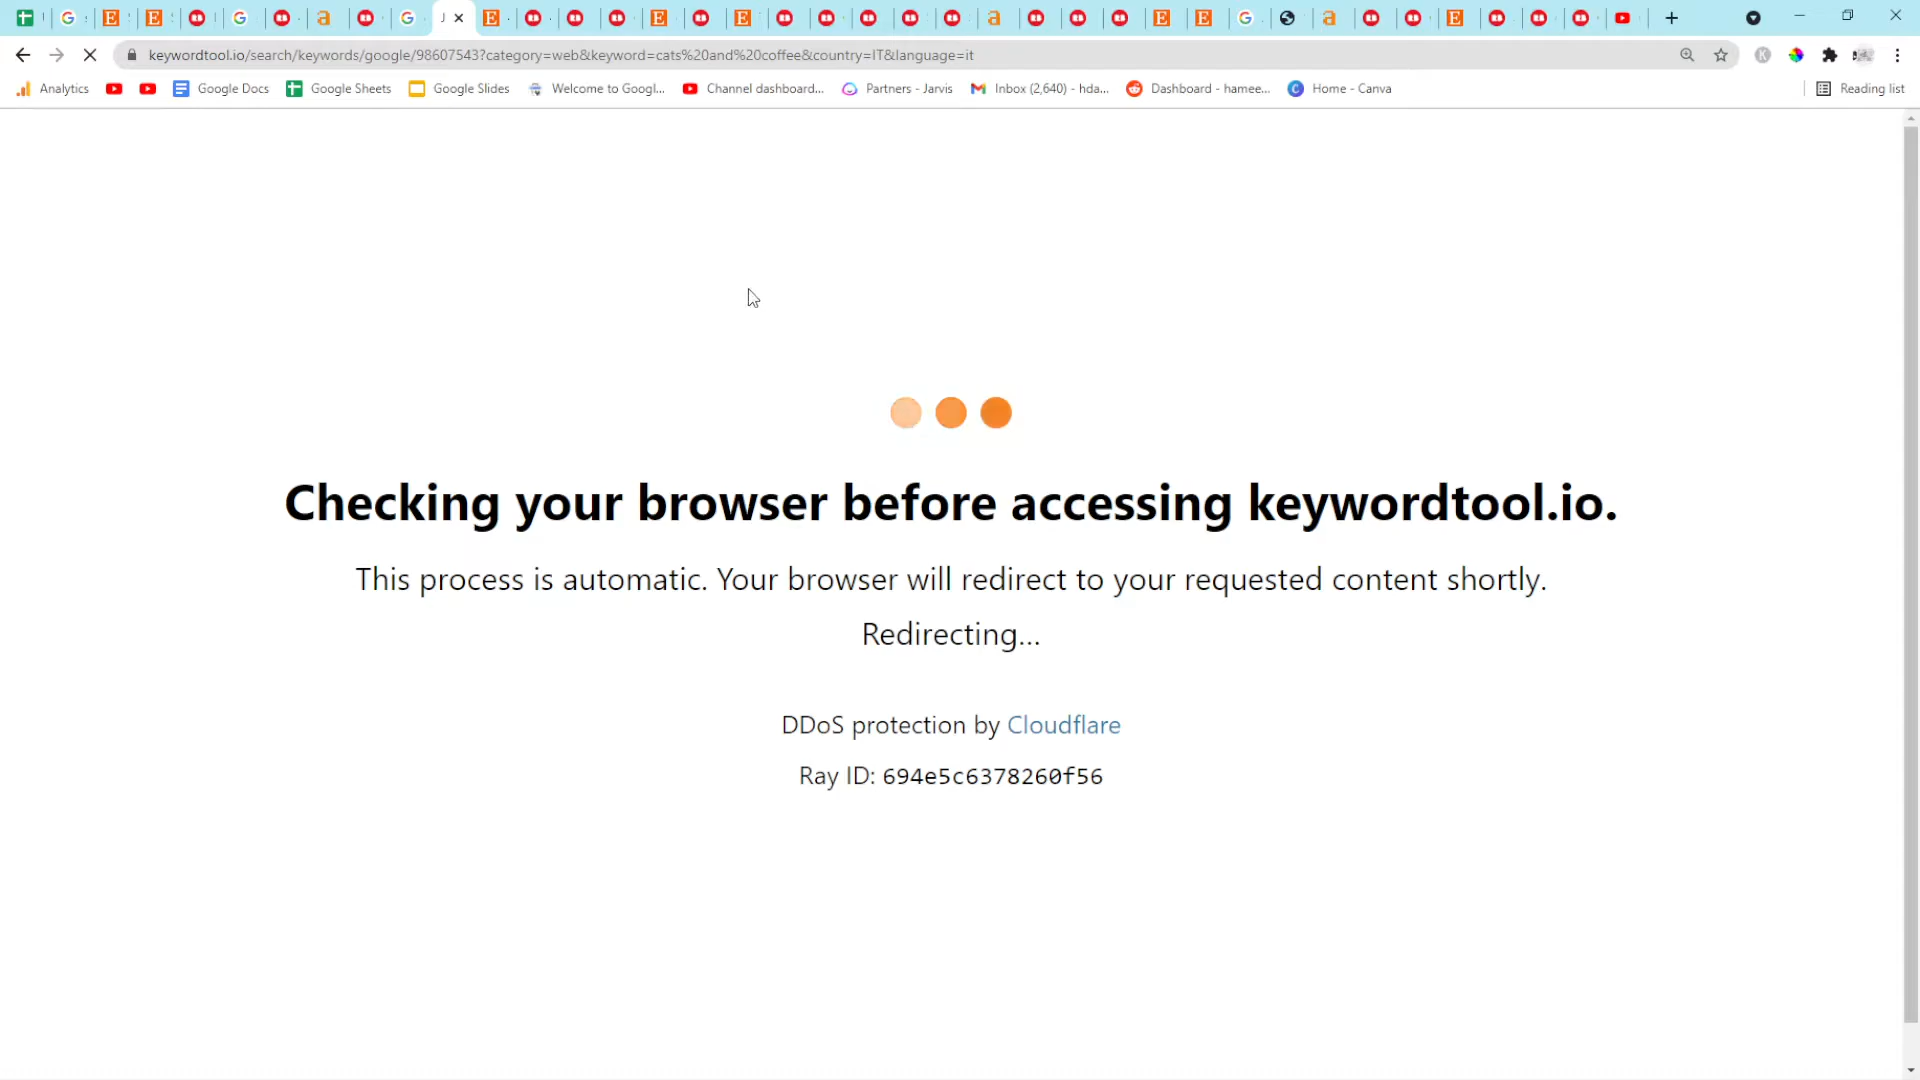 keywordtool.io/search/keywords/google/98607543?category=web&keyword=cats%20and%20coffee&country=IT&language=it
Analytics Google Docs Google Sheets Google Slides Welcome to Googl... Channel dashboard... Partners - Jarvis Inbox (2,640) - hda... Dashboard - hamee... Home - Canva Reading list
Checking your browser before accessing keywordtool.io.
This process is automatic. Your browser will redirect to your requested content shortly.
Redirecting...
DDoS protection by Cloudflare
Ray ID: 694e5c6378260f56